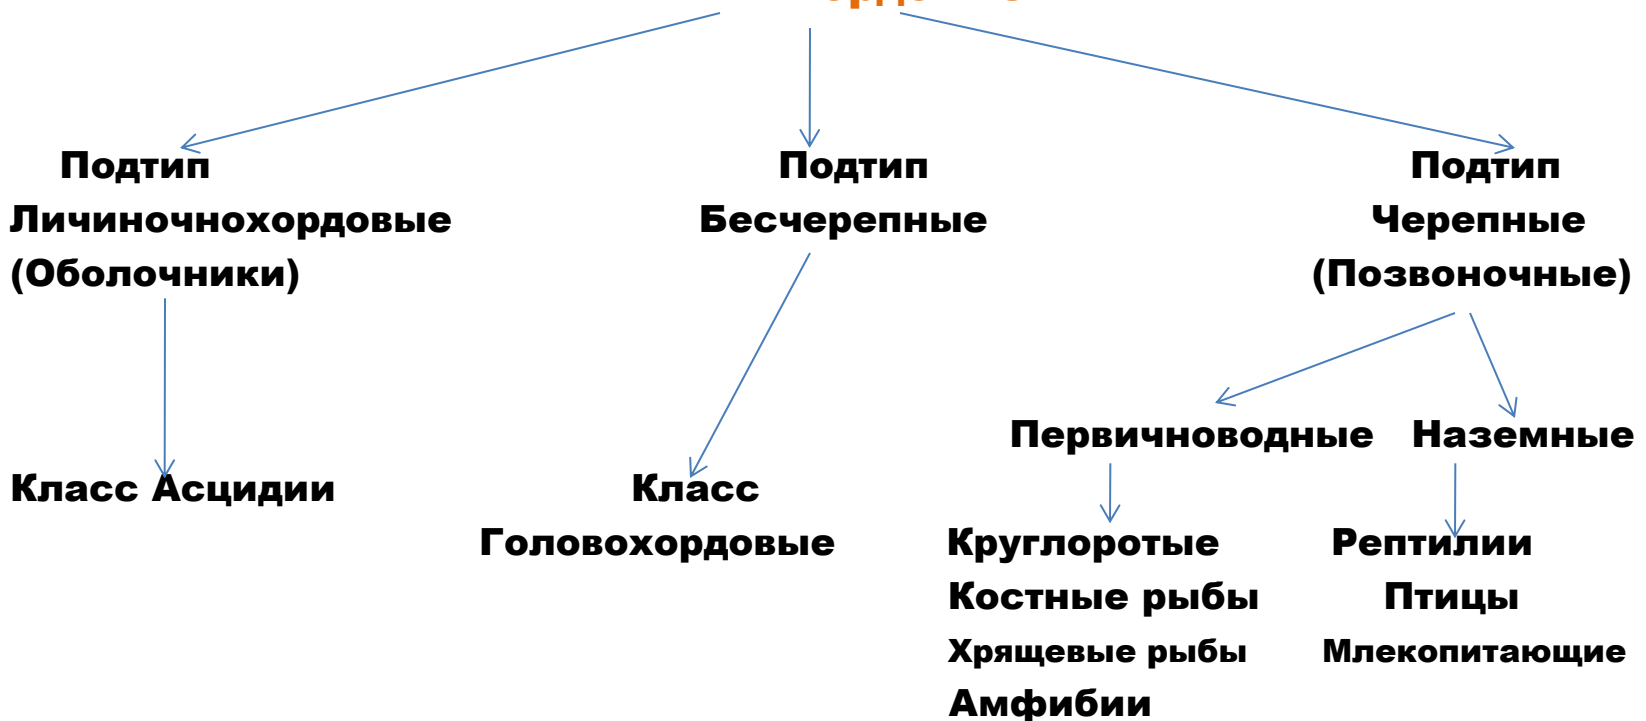 Подтип
Личиночнохордовые
(Оболочники)
Подтип
Бесчерепные
Подтип
Черепные
(Позвоночные)
Первичноводные Наземные
Класс Асцидии
Класс
Головохордовые
Круглоротые
Костные рыбы
Хрящевые рыбы
Амфибии
Рептилии
Птицы
Млекопитающие